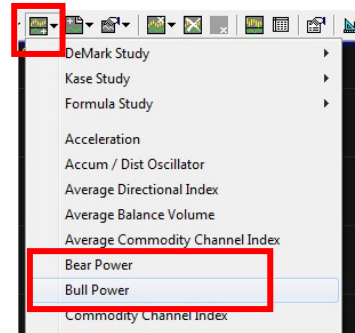 DeMark Study
Kase Study
Formula Study
Acceleration
Accum / Dist Oscillator
Average Directional Index
Average Balance Volume
Average Commodity Channel Index
Bear Power
Bull Power
Commodity Channel Index